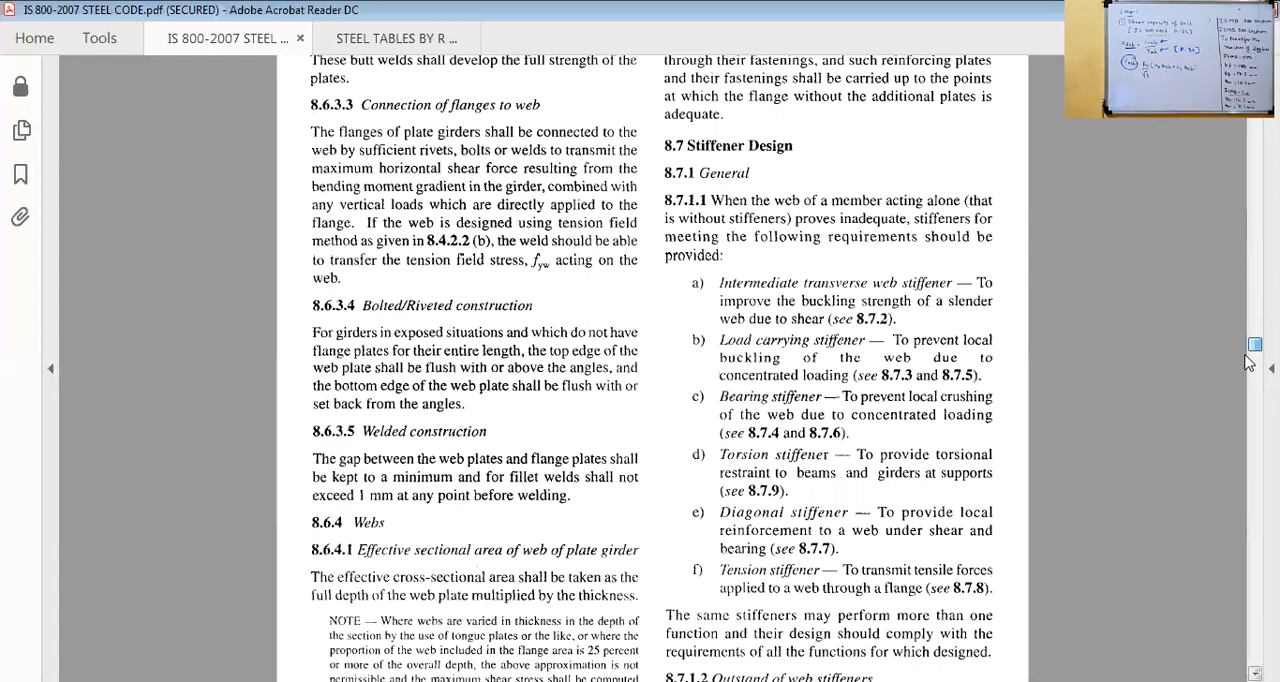 IS 800-2007 STEEL CODE.pdf (SECURED) - Adobe Acrobat Reader DC
Home Tools IS 800-2007 STEEL ... × STEEL TABLES BY R ...
These butt welds shall develop the full strength of the
plates.
8.6.3.3 Connection of flanges to web
The flanges of plate girders shall be connected to the
web by sufficient rivets, bolts or welds to transmit the
maximum horizontal shear force resulting from the
bending moment gradient in the girder, combined with
any vertical loads which are directly applied to the
flange. If the web is designed using tension field
method as given in 8.4.2.2 (b), the weld should be able
to transfer the tension field stress, fyw acting on the
web.
8.6.3.4 Bolted/Riveted construction
For girders in exposed situations and which do not have
flange plates for their entire length, the top edge of the
web plate shall be flush with or above the angles, and
the bottom edge of the web plate shall be flush with or
set back from the angles.
8.6.3.5 Welded construction
The gap between the web plates and flange plates shall
be kept to a minimum and for fillet welds shall not
exceed 1 mm at any point before welding.
8.6.4 Webs
8.6.4.1 Effective sectional area of web of plate girder
The effective cross-sectional area shall be taken as the
full depth of the web plate multiplied by the thickness.
NOTE — Where webs are varied in thickness in the depth of
the section by the use of tongue plates or the like, or where the
proportion of the web included in the flange area is 25 percent
or more of the overall depth, the above approximation is not
permissible and the maximum shear stress shall be computed
through their fastenings, and such reinforcing plates
and their fastenings shall be carried up to the points
at which the flange without the additional plates is
adequate.
8.7 Stiffener Design
8.7.1 General
8.7.1.1 When the web of a member acting alone (that
is without stiffeners) proves inadequate, stiffeners for
meeting the following requirements should be
provided:
a) Intermediate transverse web stiffener — To
improve the buckling strength of a slender
web due to shear (see 8.7.2).
b) Load carrying stiffener — To prevent local
buckling of the web due to
concentrated loading (see 8.7.3 and 8.7.5).
c) Bearing stiffener — To prevent local crushing
of the web due to concentrated loading
(see 8.7.4 and 8.7.6).
d) Torsion stiffener — To provide torsional
restraint to beams and girders at supports
(see 8.7.9).
e) Diagonal stiffener — To provide local
reinforcement to a web under shear and
bearing (see 8.7.7).
f) Tension stiffener — To transmit tensile forces
applied to a web through a flange (see 8.7.8).
The same stiffeners may perform more than one
function and their design should comply with the
requirements of all the functions for which designed.
8.7.1.2 Outstand of web stiffeners
Step-1
Shear capacity of bolt